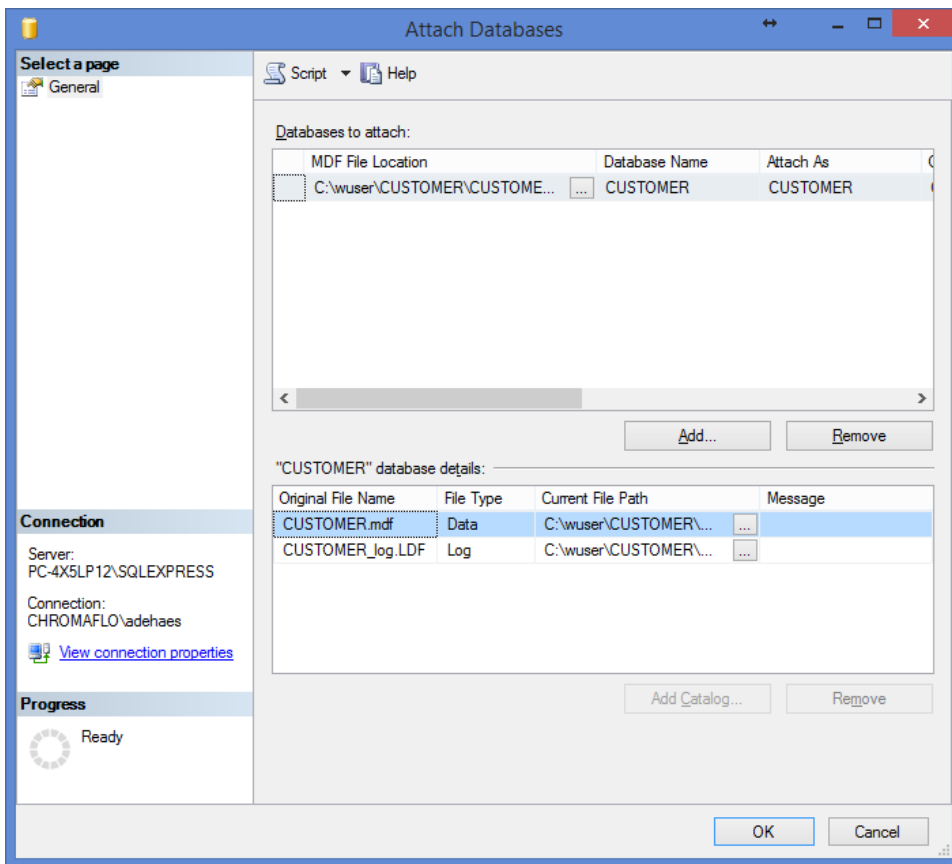 Attach Databases
Select a page
General
Script Help
Databases to attach:
MDF File Location Database Name Attach As
C:\wuser\CUSTOMER\CUSTOME... ... CUSTOMER CUSTOMER
Add... Remove
"CUSTOMER" database details:
Original File Name File Type Current File Path Message
CUSTOMER.mdf Data C:\wuser\CUSTOMER\... ...
CUSTOMER_log.LDF Log C:\wuser\CUSTOMER\... ...
Add Catalog... Remove
Connection
Server:
PC-4X5LP12\SQLEXPRESS
Connection:
CHROMAFLO\adehaes
View connection properties
Progress
Ready
OK Cancel